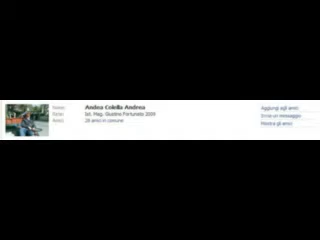 Nome: Andrea Colella Andrea
Rete: Ist. Mag. Giustino Fortunato 2009
Amici: 28 amici in comune
Aggiungi agli amici
Invia un messaggio
Mostra gli amici